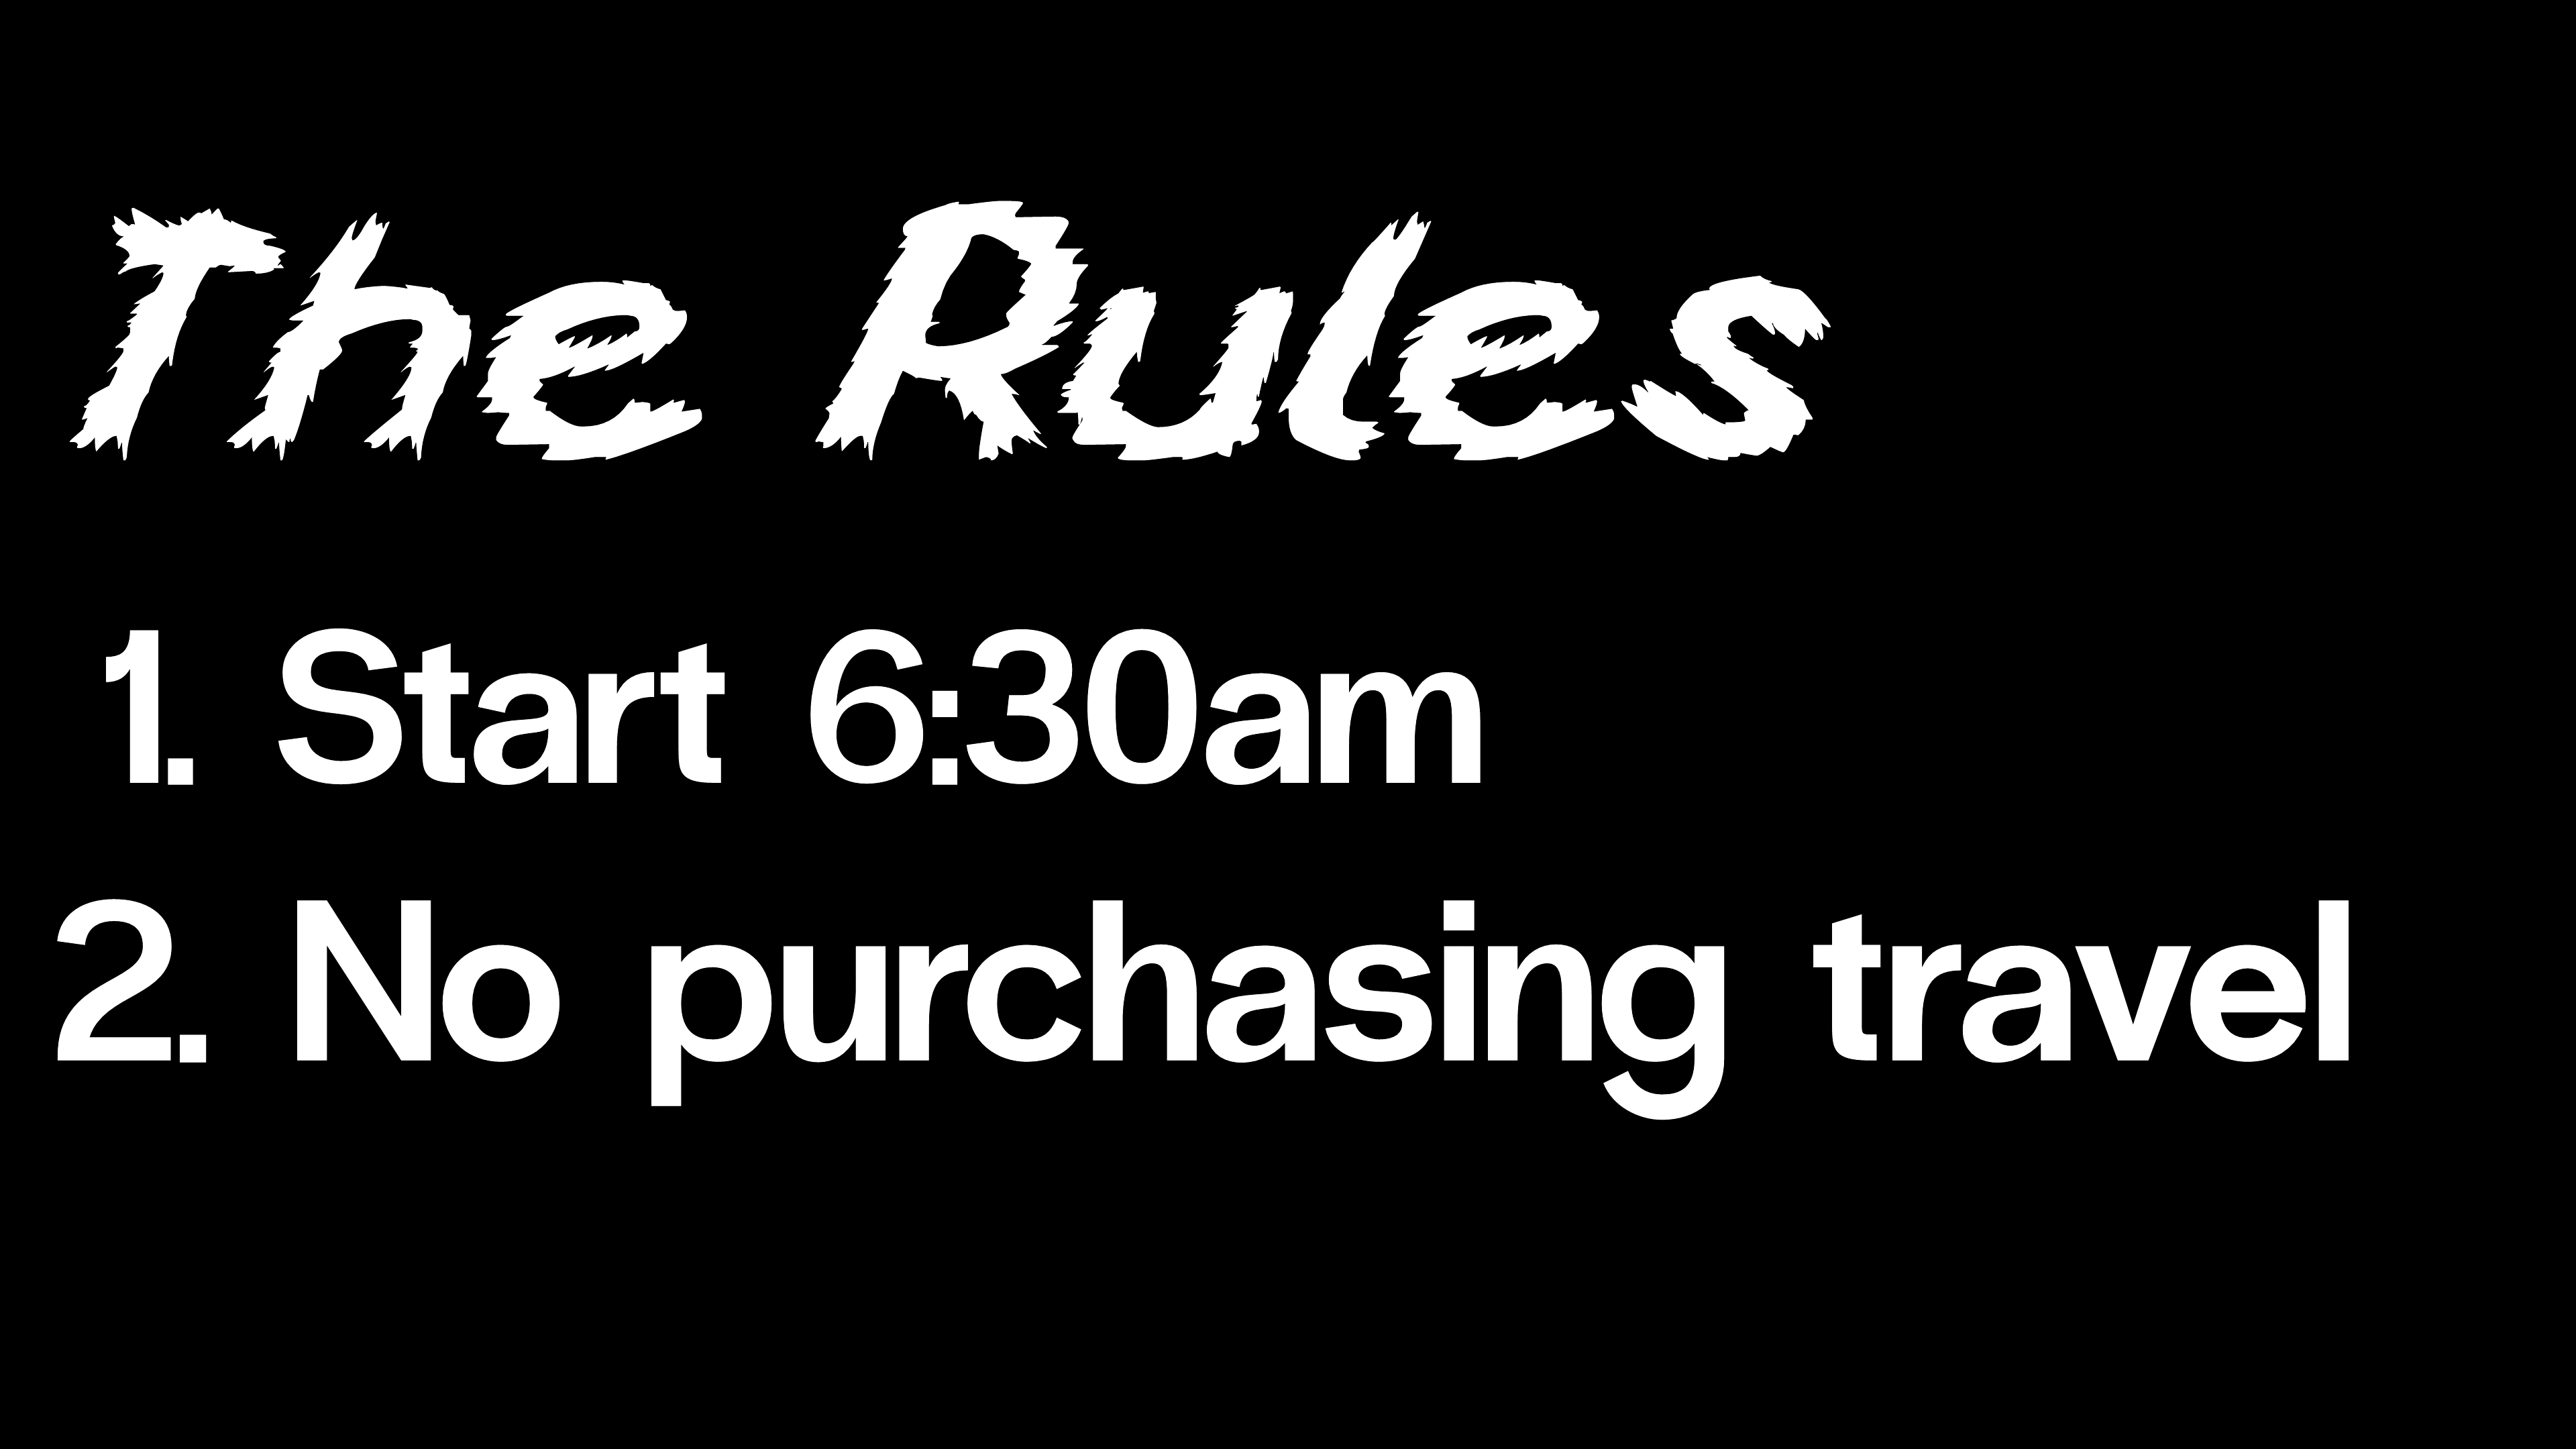 The Rules
1. Start 6:30am
2. No purchasing travel